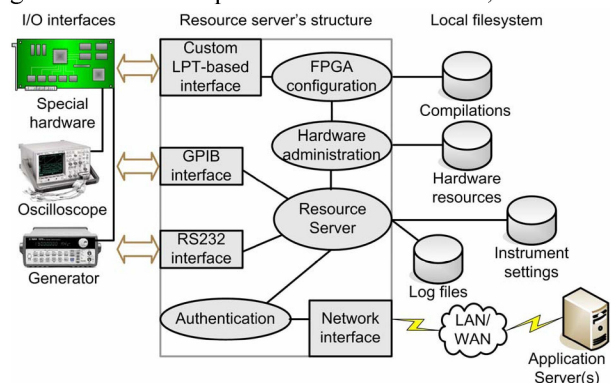 I/O interfaces
Resource server's structure
Local filesystem
Custom
LPT-based
interface
FPGA
configuration
Special
hardware
Compilations
Hardware
administration
GPIB
interface
Hardware
resources
Oscilloscope
Resource
Server
RS232
interface
Generator
Instrument
settings
Log files
Authentication
Network
interface
LAN/
WAN
Application
Server(s)